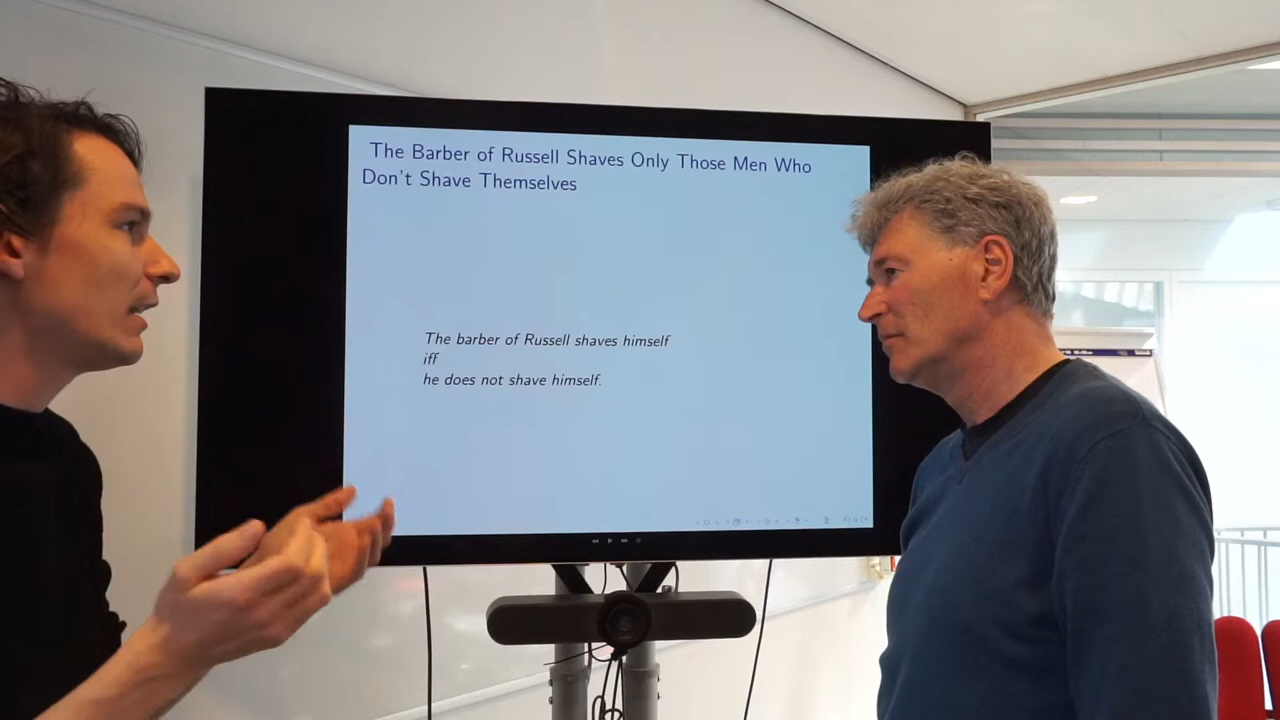 The Barber of Russell Shaves Only Those Men Who
Don't Shave Themselves
The barber of Russell shaves himself
iff
he does not shave himself.